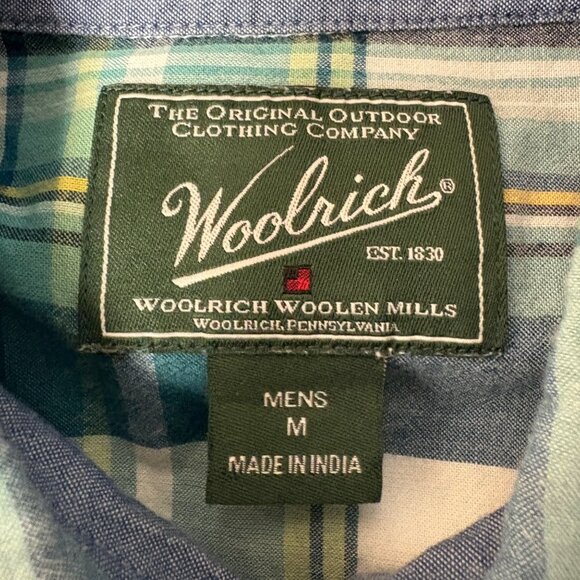 THE ORIGINAL OUTDOOR
CLOTHING COMPANY
Woolrich®
EST. 1830
WOOLRICH WOOLEN MILLS
WOOLRICH, PENNSYLVANIA
MENS
M
MADE IN INDIA